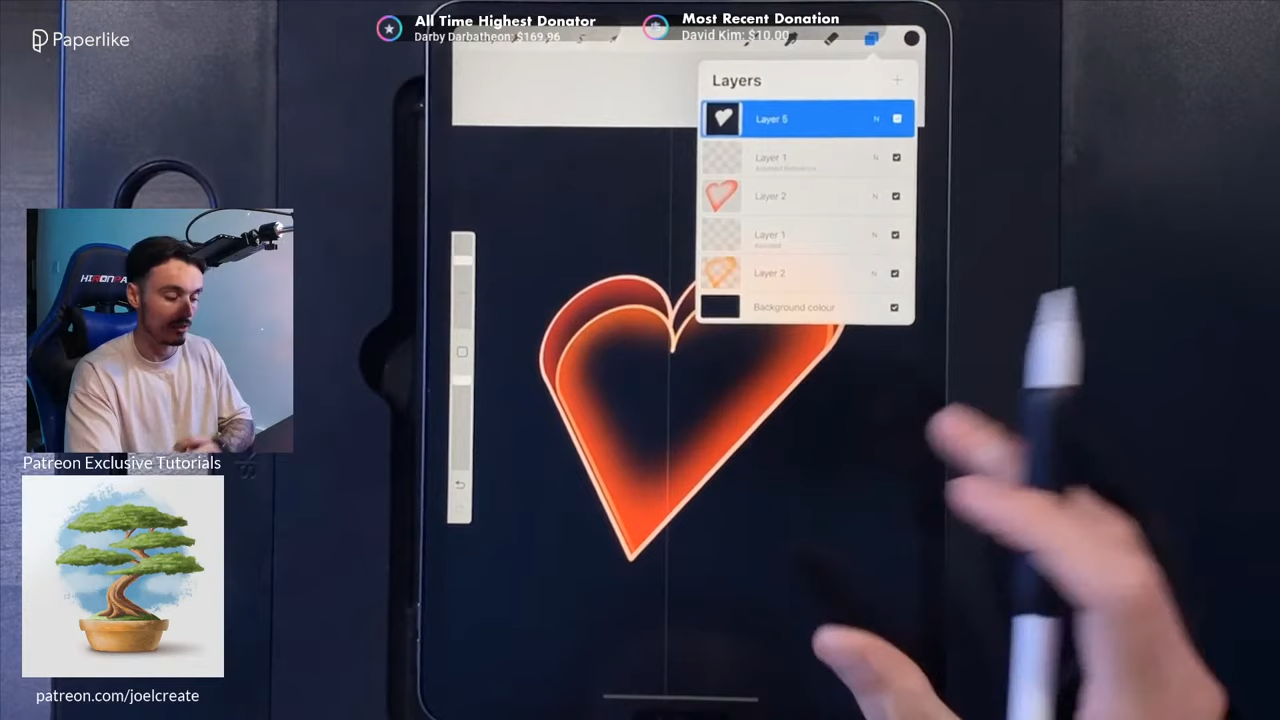 Paperlike
All Time Highest Donator
Darby Darbatheon: $169.96
Most Recent Donation
David Kim: $10.00
Layers
Layer 5 N
Layer 1 N
Layer 2 N
Layer 1 N
Assisted
Layer 2 N
Background colour
Patreon Exclusive Tutorials
patreon.com/joelcreate